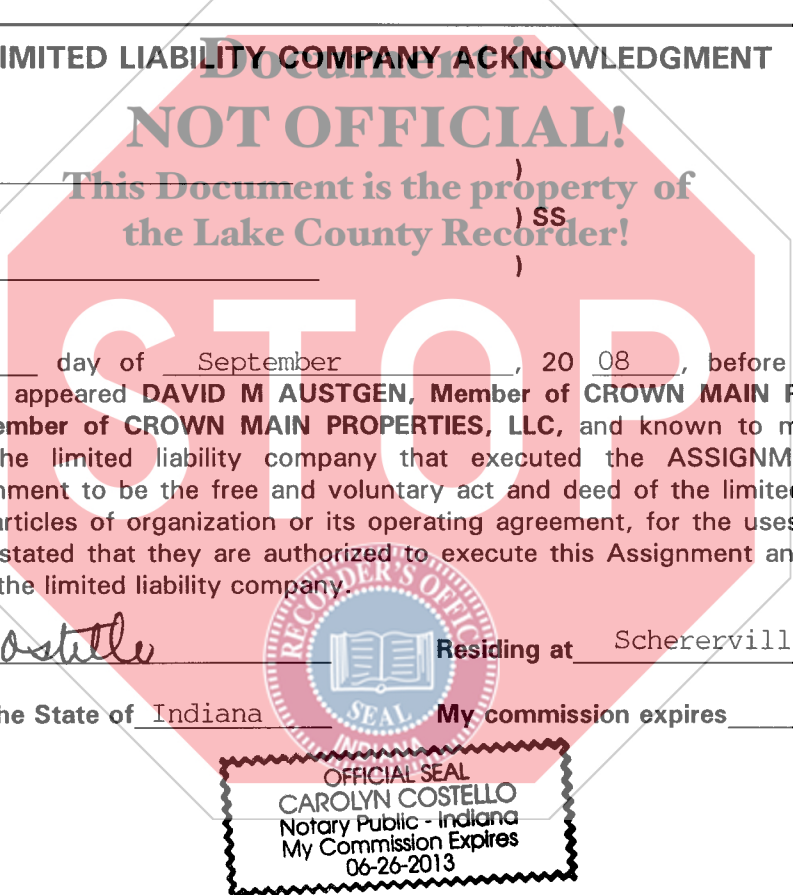 IMITED LIABILITY COMPANY ACKNOWLEDGMENT
Document is
NOT OFFICIAL!
This Document is the property of
the Lake County Recorder!
)
) SS
)
STOP
day of September, 20 08, before
appeared DAVID M AUSTGEN, Member of CROWN MAIN P
ember of CROWN MAIN PROPERTIES, LLC, and known to m
he limited liability company that executed the ASSIGNM
nment to be the free and voluntary act and deed of the limited
articles of organization or its operating agreement, for the uses
stated that they are authorized to execute this Assignment an
the limited liability company.
RECORDER'S OFFIC
SEAL
INDIANA
ostello
Residing at Scherervill
he State of Indiana My commission expires
OFFICIAL SEAL
CAROLYN COSTELLO
Notary Public - Indiana
My Commission Expires
06-26-2013